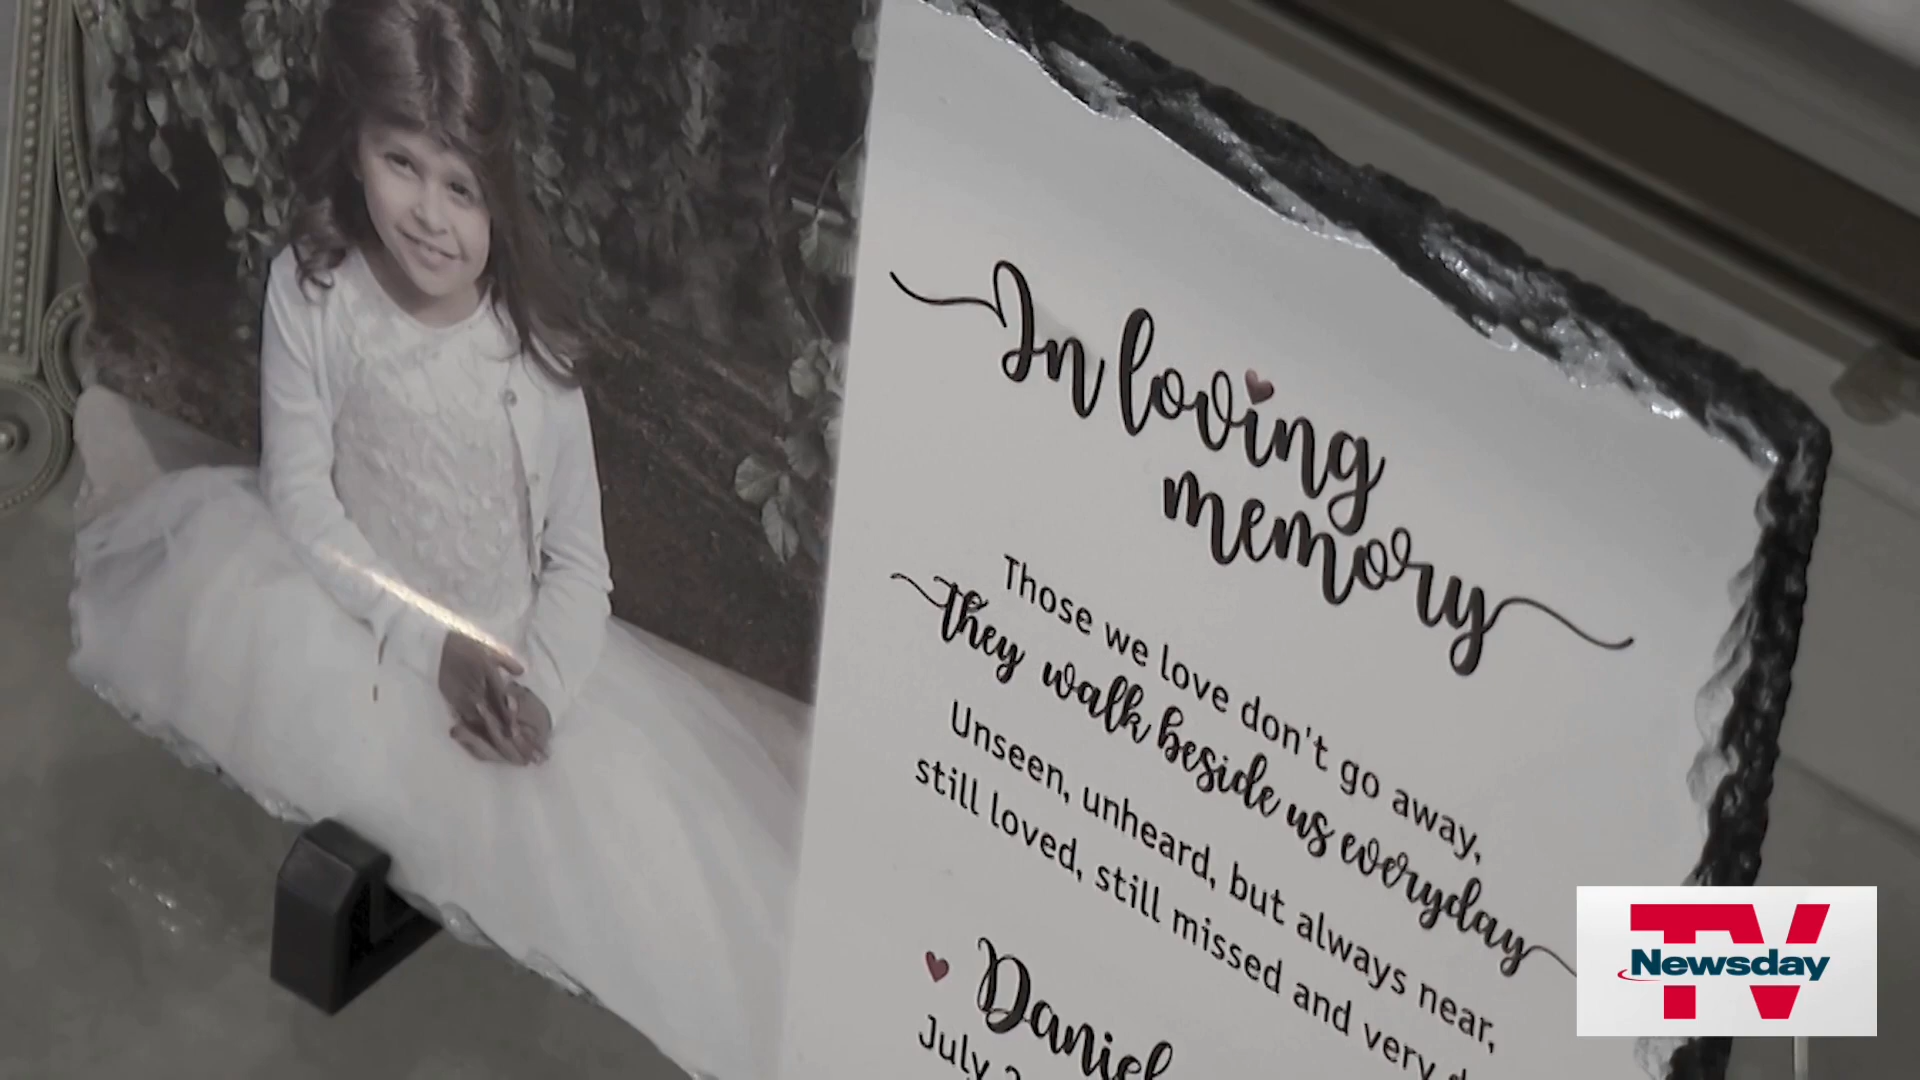 In loving
memory
Those we love don't go away,
They walk beside us everyday
Unseen, unheard, but always near,
still loved, still missed and very
Daniel
July
TV
Newsday